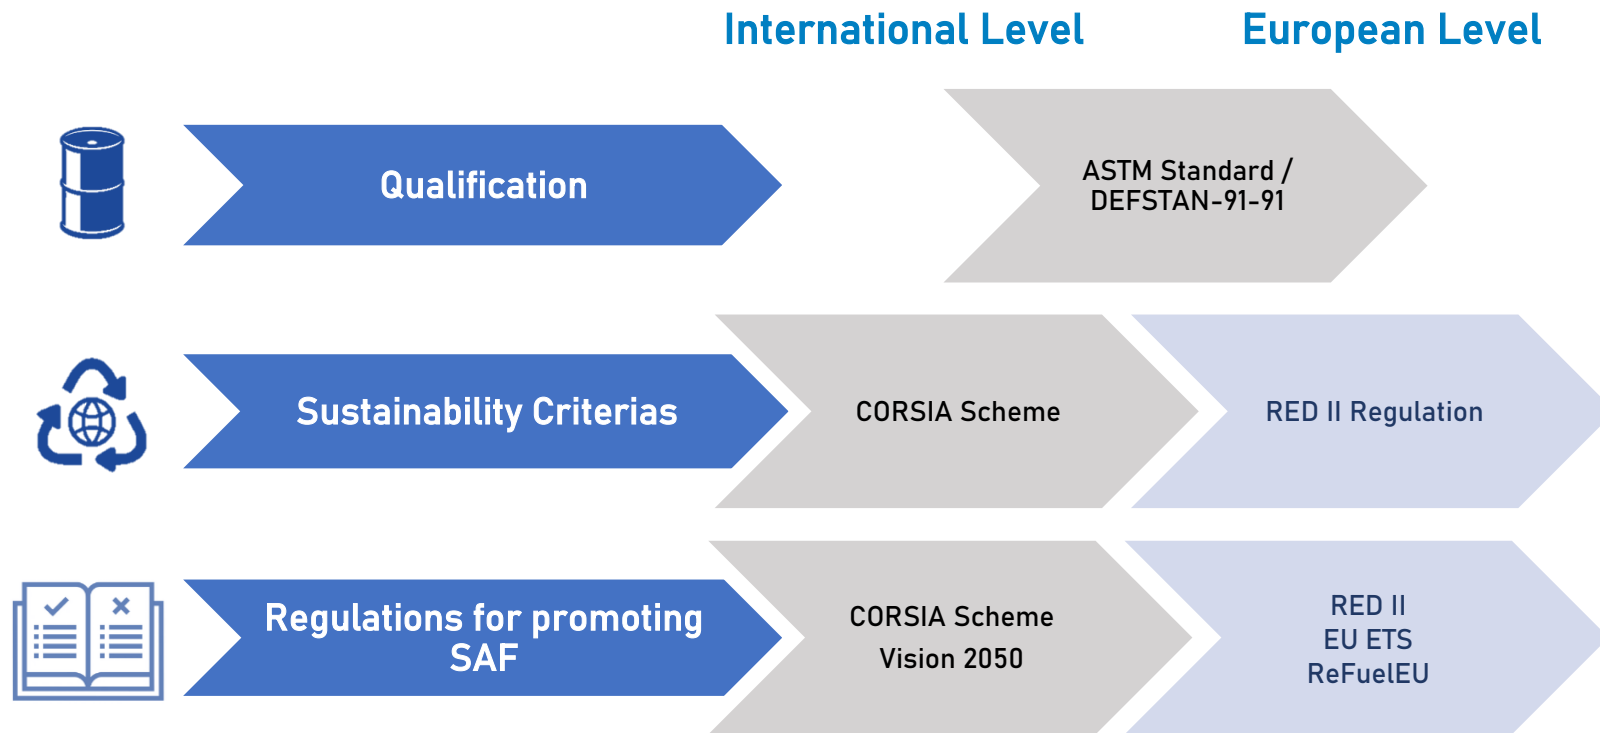 International Level
European Level
Qualification
ASTM Standard /
DEFSTAN-91-91
Sustainability Criterias
CORSIA Scheme
RED II Regulation
Regulations for promoting
SAF
CORSIA Scheme
Vision 2050
RED II
EU ETS
ReFuelEU